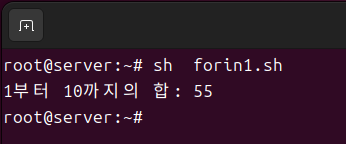 root@server:~# sh  forin1.sh
1부터 10까지의 합: 55
root@server:~#